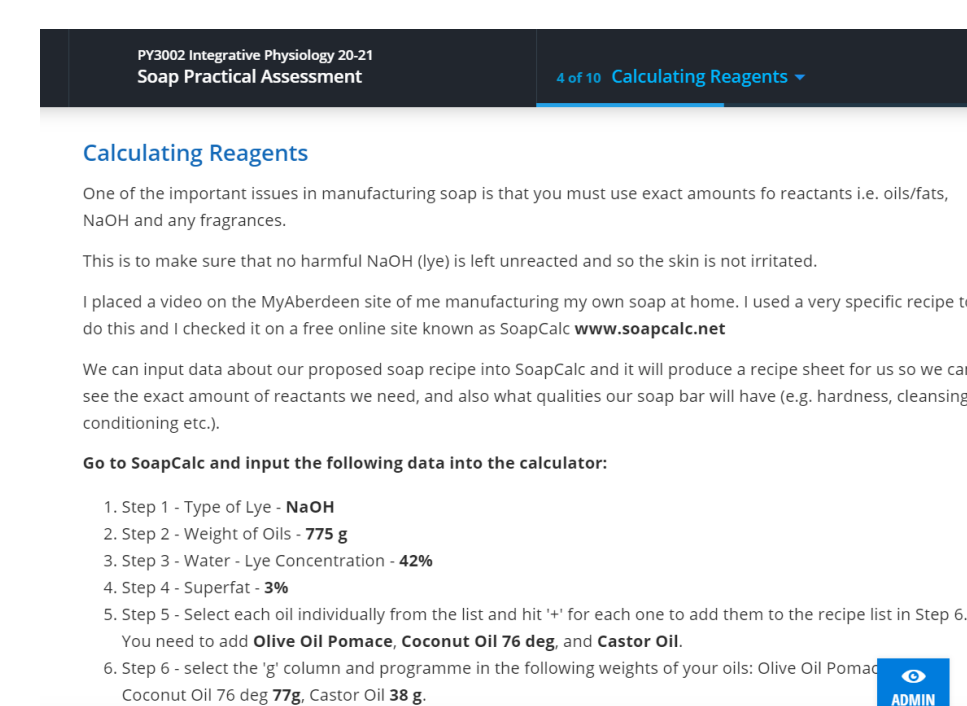 PY3002 Integrative Physiology 20-21
Soap Practical Assessment
4 of 10 Calculating Reagents
Calculating Reagents
One of the important issues in manufacturing soap is that you must use exact amounts fo reactants i.e. oils/fats,
NaOH and any fragrances.
This is to make sure that no harmful NaOH (lye) is left unreacted and so the skin is not irritated.
I placed a video on the MyAberdeen site of me manufacturing my own soap at home. I used a very specific recipe
do this and I checked it on a free online site known as SoapCalc www.soapcalc.net
We can input data about our proposed soap recipe into SoapCalc and it will produce a recipe sheet for us so we
see the exact amount of reactants we need, and also what qualities our soap bar will have (e.g. hardness, cleansing
conditioning etc.).
Go to SoapCalc and input the following data into the calculator:
1. Step 1 - Type of Lye - NaOH
2. Step 2 - Weight of Oils - 775 g
3. Step 3 - Water - Lye Concentration - 42%
4. Step 4 - Superfat - 3%
5. Step 5 - Select each oil individually from the list and hit '+' for each one to add them to the recipe list in Step 6.
You need to add Olive Oil Pomace, Coconut Oil 76 deg, and Castor Oil.
6. Step 6 - select the 'g' column and programme in the following weights of your oils: Olive Oil
Coconut Oil 76 deg 77g, Castor Oil 38 g.
ADMIN